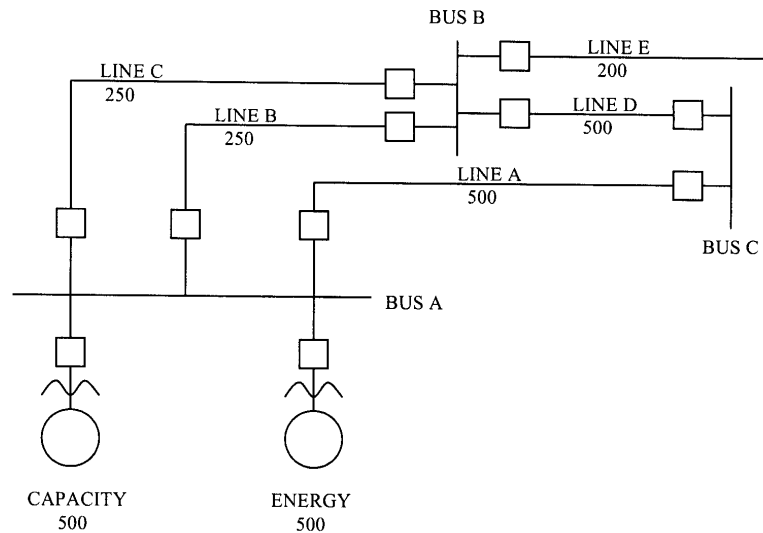 BUS B
LINE E
200
LINE C
250
LINE D
500
LINE B
250
LINE A
500
BUS C
BUS A
CAPACITY
500
ENERGY
500